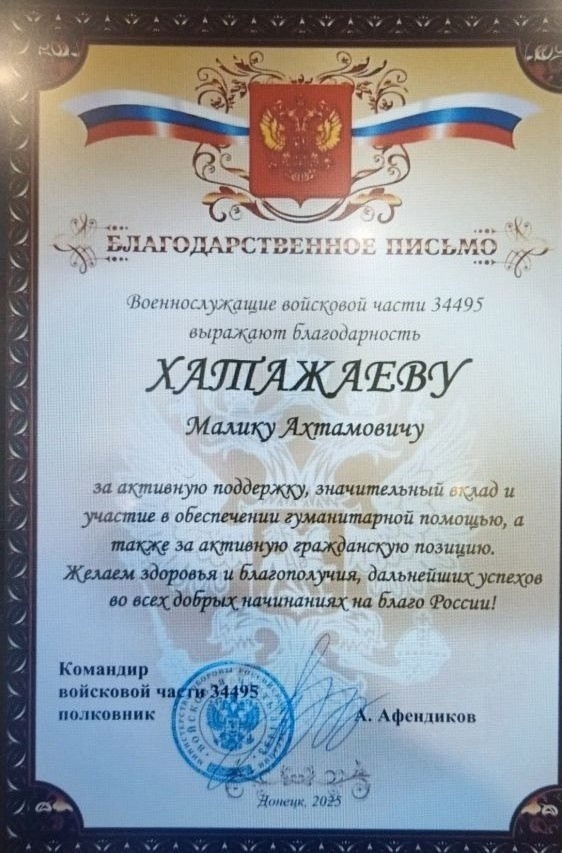 БЛАГОДАРСТВЕННОЕ ПИСЬМО
Военнослужащие войсковой части 34495
выражают благодарность
ХАТАЖАЕВУ
Малику Ахтамовичу
за активную поддержку, значительный вклад и
участие в обеспечении гуманитарной помощью, а
также за активную гражданскую позицию.
Желаем здоровья и благополучия, дальнейших успехов
во всех добрых начинаниях на благо России!
Командир
войсковой части 34495
полковник А. Афендиков
Донецк, 2025